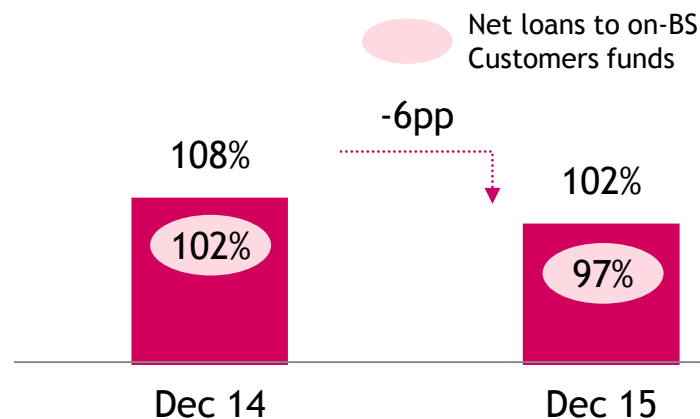 Net loans to on-BS
Customers funds
-6pp
108%
102%
102%
97%
Dec 14
Dec 15